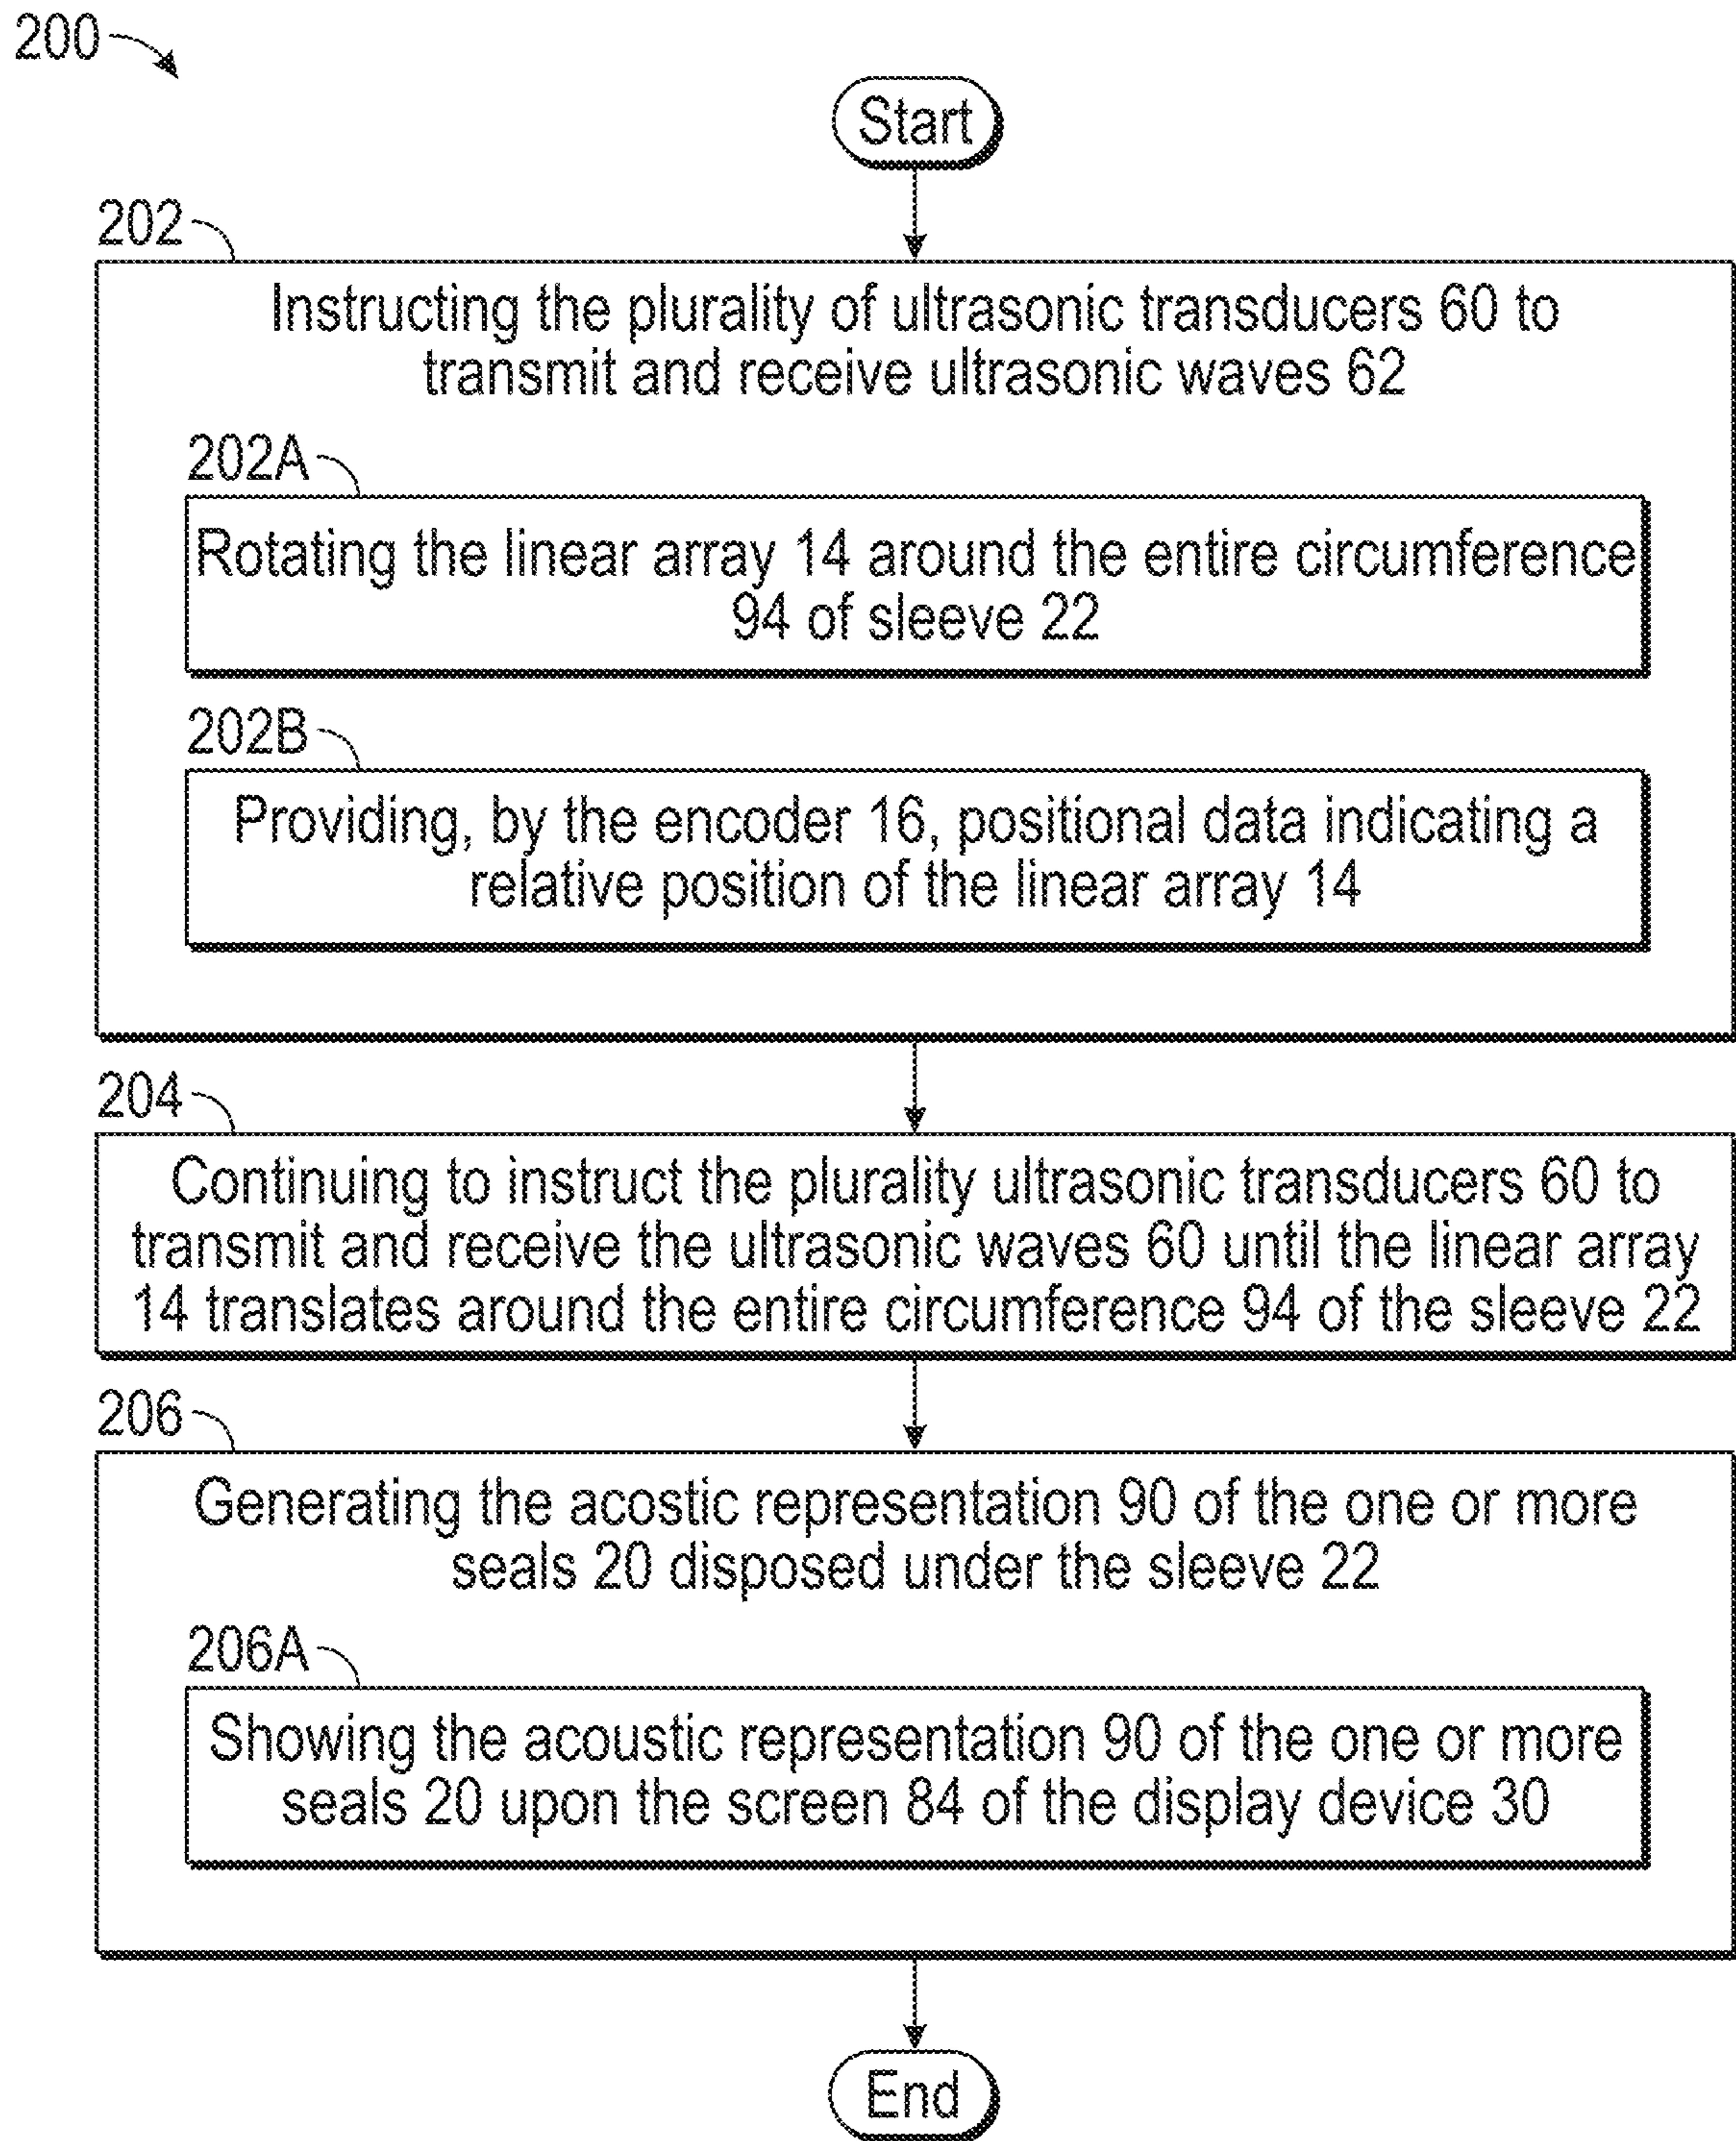 200
Start
202
Instructing the plurality of ultrasonic transducers 60 to
transmit and receive ultrasonic waves 62
202A
Rotating the linear array 14 around the entire circumference
94 of sleeve 22
202B
Providing, by the encoder 16, positional data indicating a
relative position of the linear array 14
204
Continuing to instruct the plurality ultrasonic transducers 60 to
transmit and receive the ultrasonic waves 60 until the linear array
14 translates around the entire circumference 94 of the sleeve 22
206
Generating the acostic representation 90 of the one or more
seals 20 disposed under the sleeve 22
206A
Showing the acoustic representation 90 of the one or more
seals 20 upon the screen 84 of the display device 30
End